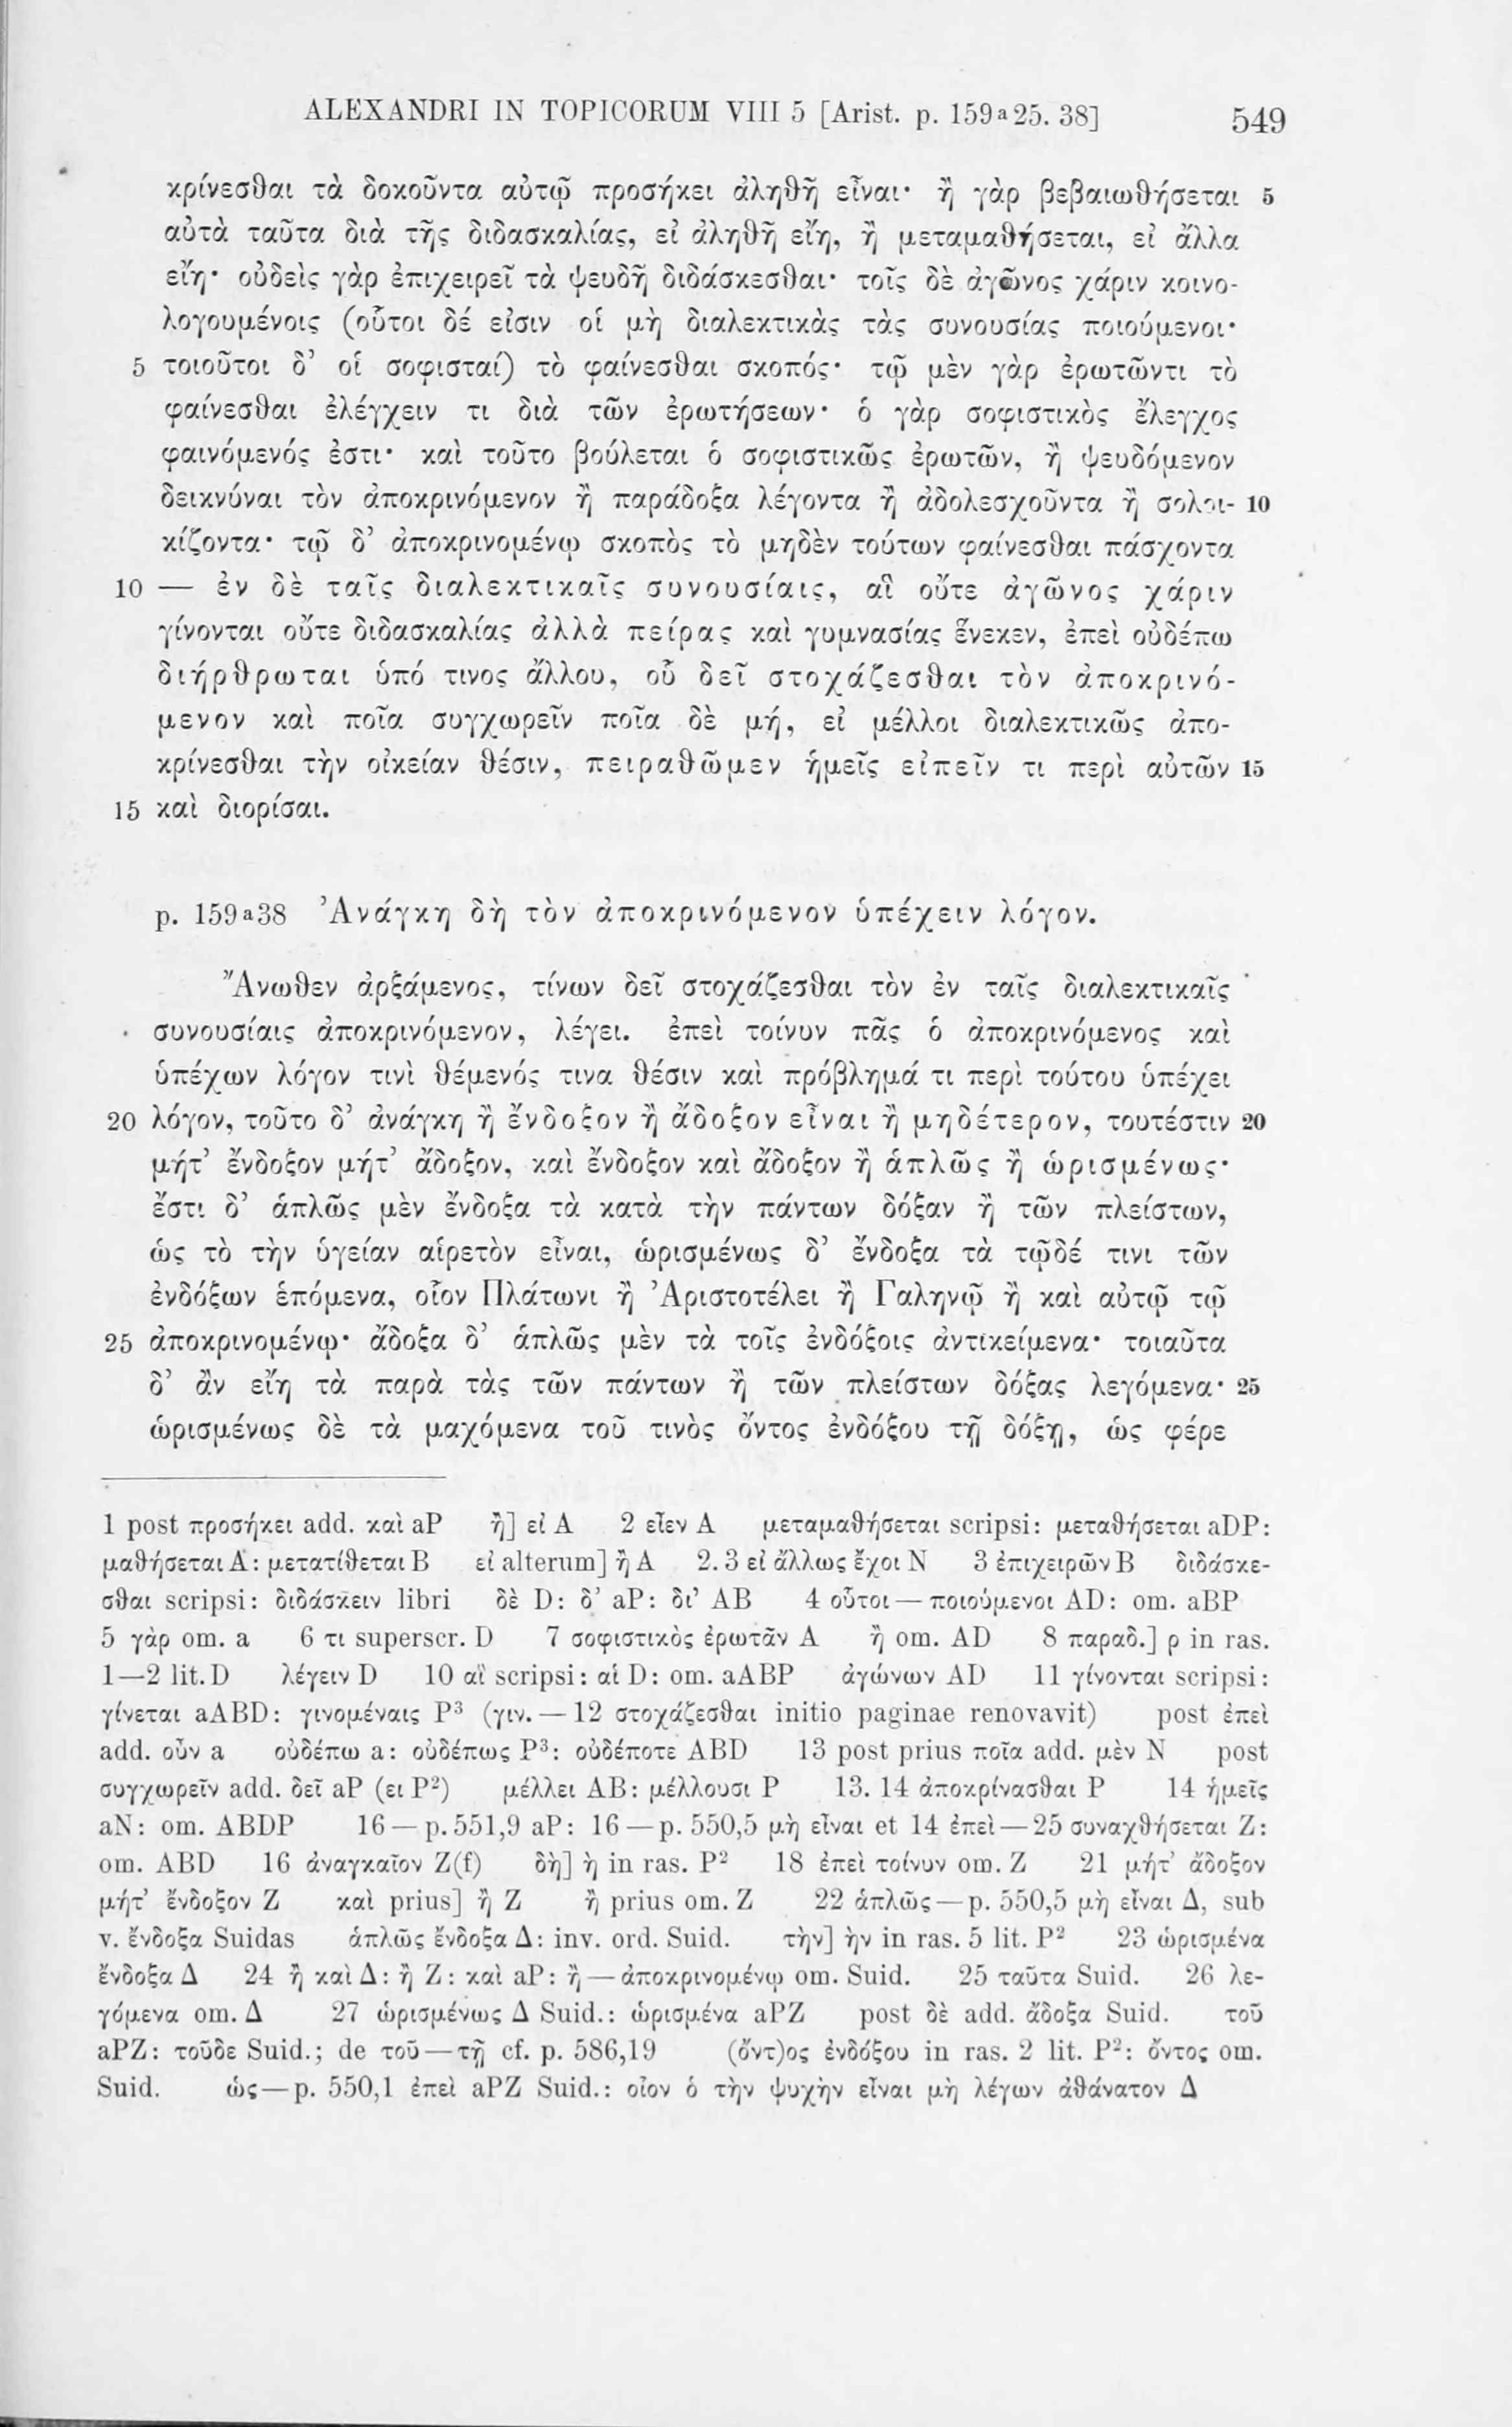 ALEXANDRI IN TOPICORUM VIII 5 [Arist. p. 159a25. 38] 549
κρίνεσθαι τὰ δοκοῦντα αὐτῷ προσήκει ἀληθῆ εἶναι· ἢ γὰρ βεβαιωθήσεται 5
αὐτὰ ταῦτα διὰ τῆς διδασκαλίας, εἰ ἀληθῆ εἴη, ἢ μεταμαθήσεται, εἰ ἄλλα
εἴη· οὐδεὶς γὰρ ἐπιχειρεῖ τὰ ψευδῆ διδάσκεσθαι· τοῖς δὲ ἀγῶνος χάριν κοινο-
λογουμένοις (οὗτοι δέ εἰσιν οἱ μὴ διαλεκτικὰς τὰς συνουσίας ποιούμενοι·
5 τοιοῦτοι δ’ οἱ σοφισταί) τὸ φαίνεσθαι σκοπός· τῷ μὲν γὰρ ἐρωτῶντι τὸ
φαίνεσθαι ἐλέγχειν τι διὰ τῶν ἐρωτήσεων· ὁ γὰρ σοφιστικὸς ἔλεγχος
φαινόμενός ἐστι· καὶ τοῦτο βούλεται ὁ σοφιστικῶς ἐρωτῶν, ἢ ψευδόμενον
δεικνύναι τὸν ἀποκρινόμενον ἢ παράδοξα λέγοντα ἢ ἀδολεσχοῦντα ἢ σολοι- 10
κίζοντα· τῷ δ’ ἀποκρινομένῳ σκοπὸς τὸ μηδὲν τούτων φαίνεσθαι πάσχοντα
10 — ἐν δὲ ταῖς διαλεκτικαῖς συνουσίαις, αἳ οὔτε ἀγῶνος χάριν
γίνονται οὔτε διδασκαλίας ἀλλὰ πείρας καὶ γυμνασίας ἕνεκεν, ἐπεὶ οὐδέπω
διήρθρωται ὑπό τινος ἄλλου, οὗ δεῖ στοχάζεσθαι τὸν ἀποκρινό-
μενον καὶ ποῖα συγχωρεῖν ποῖα δὲ μή, εἰ μέλλοι διαλεκτικῶς ἀπο-
κρίνεσθαι τὴν οἰκείαν θέσιν, πειραθῶμεν ἡμεῖς εἰπεῖν τι περὶ αὐτῶν 15
15 καὶ διορίσαι.
p. 159a38 Ἀνάγκη δὴ τὸν ἀποκρινόμενον ὑπέχειν λόγον.
Ἄνωθεν ἀρξάμενος, τίνων δεῖ στοχάζεσθαι τὸν ἐν ταῖς διαλεκτικαῖς
συνουσίαις ἀποκρινόμενον, λέγει. ἐπεὶ τοίνυν πᾶς ὁ ἀποκρινόμενος καὶ
ὑπέχων λόγον τινὶ θέμενός τινα θέσιν καὶ πρόβλημά τι περὶ τούτου ὑπέχει
20 λόγον, τοῦτο δ’ ἀνάγκη ἢ ἔνδοξον ἢ ἄδοξον εἶναι ἢ μηδέτερον, τουτέστιν 20
μήτ’ ἔνδοξον μήτ’ ἄδοξον, καὶ ἔνδοξον καὶ ἄδοξον ἢ ἁπλῶς ἢ ὡρισμένως·
ἔστι δ’ ἁπλῶς μὲν ἔνδοξα τὰ κατὰ τὴν πάντων δόξαν ἢ τῶν πλείστων,
ὡς τὸ τὴν ὑγείαν αἱρετὸν εἶναι, ὡρισμένως δ’ ἔνδοξα τὰ τῷδέ τινι τῶν
ἐνδόξων ἑπόμενα, οἷον Πλάτωνι ἢ Ἀριστοτέλει ἢ Γαληνῷ ἢ καὶ αὐτῷ τῷ
25 ἀποκρινομένῳ· ἄδοξα δ’ ἁπλῶς μὲν τὰ τοῖς ἐνδόξοις ἀντικείμενα· τοιαῦτα
δ’ ἂν εἴη τὰ παρὰ τὰς τῶν πάντων ἢ τῶν πλείστων δόξας λεγόμενα· 25
ὡρισμένως δὲ τὰ μαχόμενα τοῦ τινὸς ὄντος ἐνδόξου τῇ δόξῃ, ὡς φέρε
1 post προσήκει add. καὶ aP ἢ] εἰ A 2 εἶεν A μεταμαθήσεται scripsi: μεταθήσεται aDP:
μαθήσεται A: μετατίθεται B εἰ alterum] ἢ A 2. 3 εἰ ἄλλως ἔχοι N 3 ἐπιχειρῶν B διδάσκε-
σθαι scripsi: διδάσκειν libri δὲ D: δ’ aP: δι’ AB 4 οὗτοι — ποιούμενοι AD: om. aBP
5 γὰρ om. a 6 τι superscr. D 7 σοφιστικὸς ἐρωτᾶν A ἢ om. AD 8 παραδ.] ρ in ras.
1—2 lit. D λέγειν D 10 αἳ scripsi: αἱ D: om. aABP ἀγώνων AD 11 γίνονται scripsi:
γίνεται aABD: γινομέναις P³ (γιν. — 12 στοχάζεσθαι initio paginae renovavit) post ἐπεὶ
add. οὖν a οὐδέπω a: οὐδέπως P³: οὐδέποτε ABD 13 post prius ποῖα add. μὲν N post
συγχωρεῖν add. δεῖ aP (ει P²) μέλλει AB: μέλλουσι P 13. 14 ἀποκρίνασθαι P 14 ἡμεῖς
aN: om. ABDP 16 — p. 551,9 aP: 16 — p. 550,5 μὴ εἶναι et 14 ἐπεὶ — 25 συναχθήσεται Z:
om. ABD 16 ἀναγκαῖον Z(f) δὴ] ὴ in ras. P² 18 ἐπεὶ τοίνυν om. Z 21 μήτ’ ἄδοξον
μήτ’ ἔνδοξον Z καὶ prius] ἢ Z ἢ prius om. Z 22 ἁπλῶς — p. 550,5 μὴ εἶναι Δ, sub
v. ἔνδοξα Suidas ἁπλῶς ἔνδοξα Δ: inv. ord. Suid. τὴν] ὴν in ras. 5 lit. P² 23 ὡρισμένα
ἔνδοξα Δ 24 ἢ καὶ Δ: ἢ Z: καὶ aP: ἢ — ἀποκρινομένῳ om. Suid. 25 ταῦτα Suid. 26 λε-
γόμενα om. Δ 27 ὡρισμένως Δ Suid.: ὡρισμένα aPZ post δὲ add. ἄδοξα Suid. τοῦ
aPZ: τοῦδε Suid.; de τοῦ — τῇ cf. p. 586,19 (ὄντ)ος ἐνδόξου in ras. 2 lit. P²: ὄντος om.
Suid. ὡς — p. 550,1 ἐπεὶ aPZ Suid.: οἷον ὁ τὴν ψυχὴν εἶναι μὴ λέγων ἀθάνατον Δ